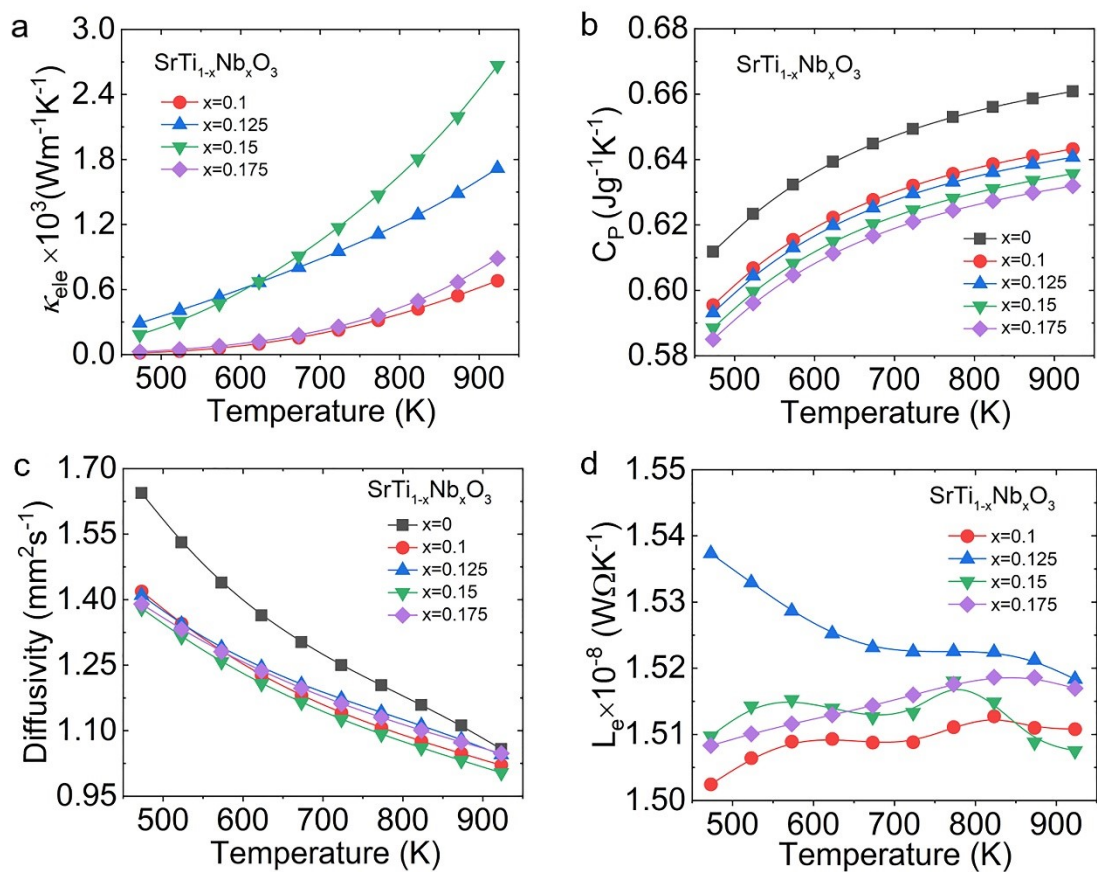 a
3.0
2.4
1.8
1.2
0.6
0.0
κele×10³(Wm⁻¹K⁻¹)
SrTi₁₋ₓNbₓO₃
x=0.1
x=0.125
x=0.15
x=0.175
500 600 700 800 900
Temperature (K)
b
0.68
0.66
0.64
0.62
0.60
0.58
C_P (Jg⁻¹K⁻¹)
SrTi₁₋ₓNbₓO₃
x=0
x=0.1
x=0.125
x=0.15
x=0.175
500 600 700 800 900
Temperature (K)
c
1.70
1.55
1.40
1.25
1.10
0.95
Diffusivity (mm²s⁻¹)
SrTi₁₋ₓNbₓO₃
x=0
x=0.1
x=0.125
x=0.15
x=0.175
500 600 700 800 900
Temperature (K)
d
1.55
1.54
1.53
1.52
1.51
1.50
Lₑ×10⁻⁸ (WΩK⁻¹)
SrTi₁₋ₓNbₓO₃
x=0.1
x=0.125
x=0.15
x=0.175
500 600 700 800 900
Temperature (K)